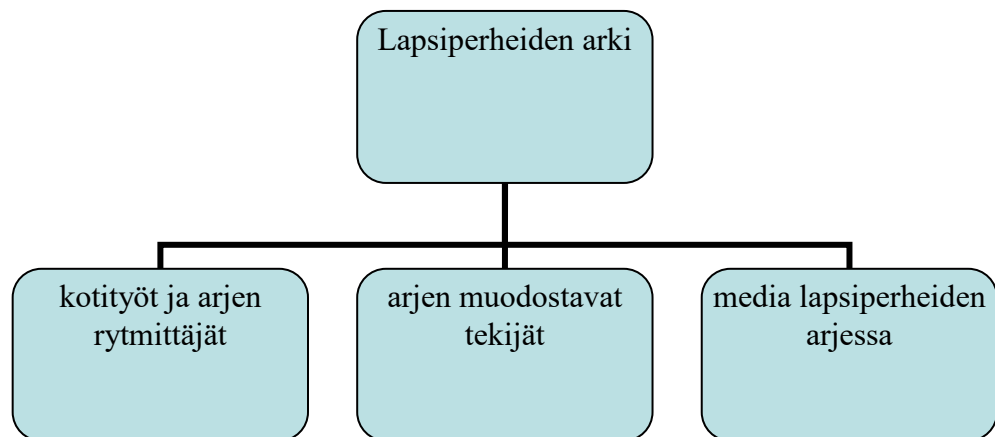 Lapsiperheiden arki
kotityöt ja arjen
rytmittäjät
arjen muodostavat
tekijät
media lapsiperheiden
arjessa